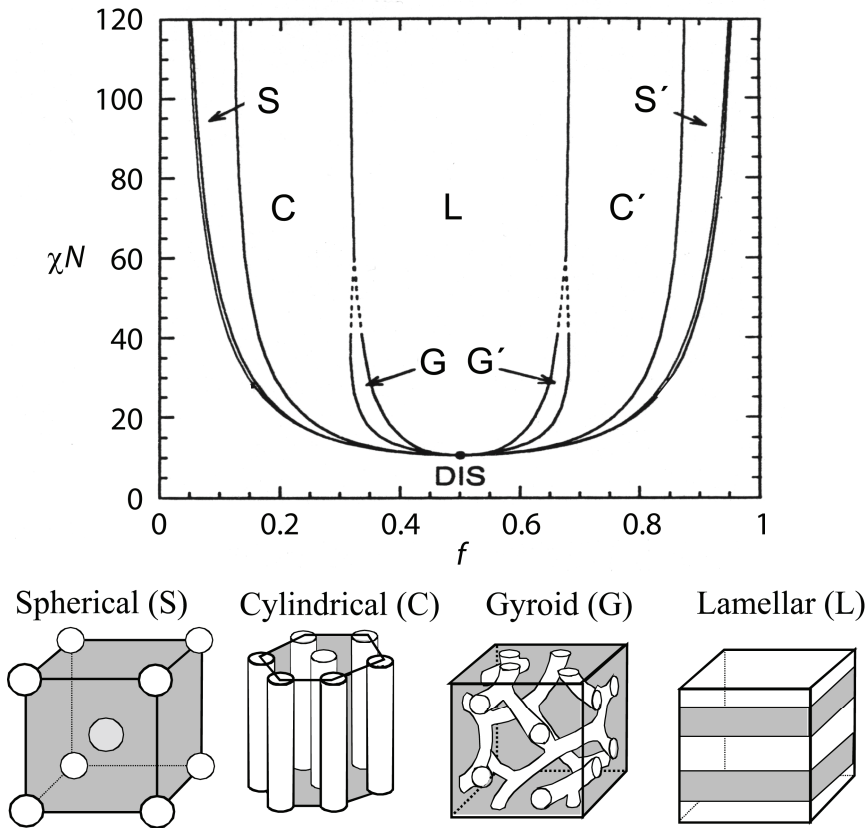 120
100
80
60
40
20
0
χN
S
S´
C
L
C´
G G´
DIS
0 0.2 0.4 0.6 0.8 1
f
Spherical (S) Cylindrical (C) Gyroid (G) Lamellar (L)